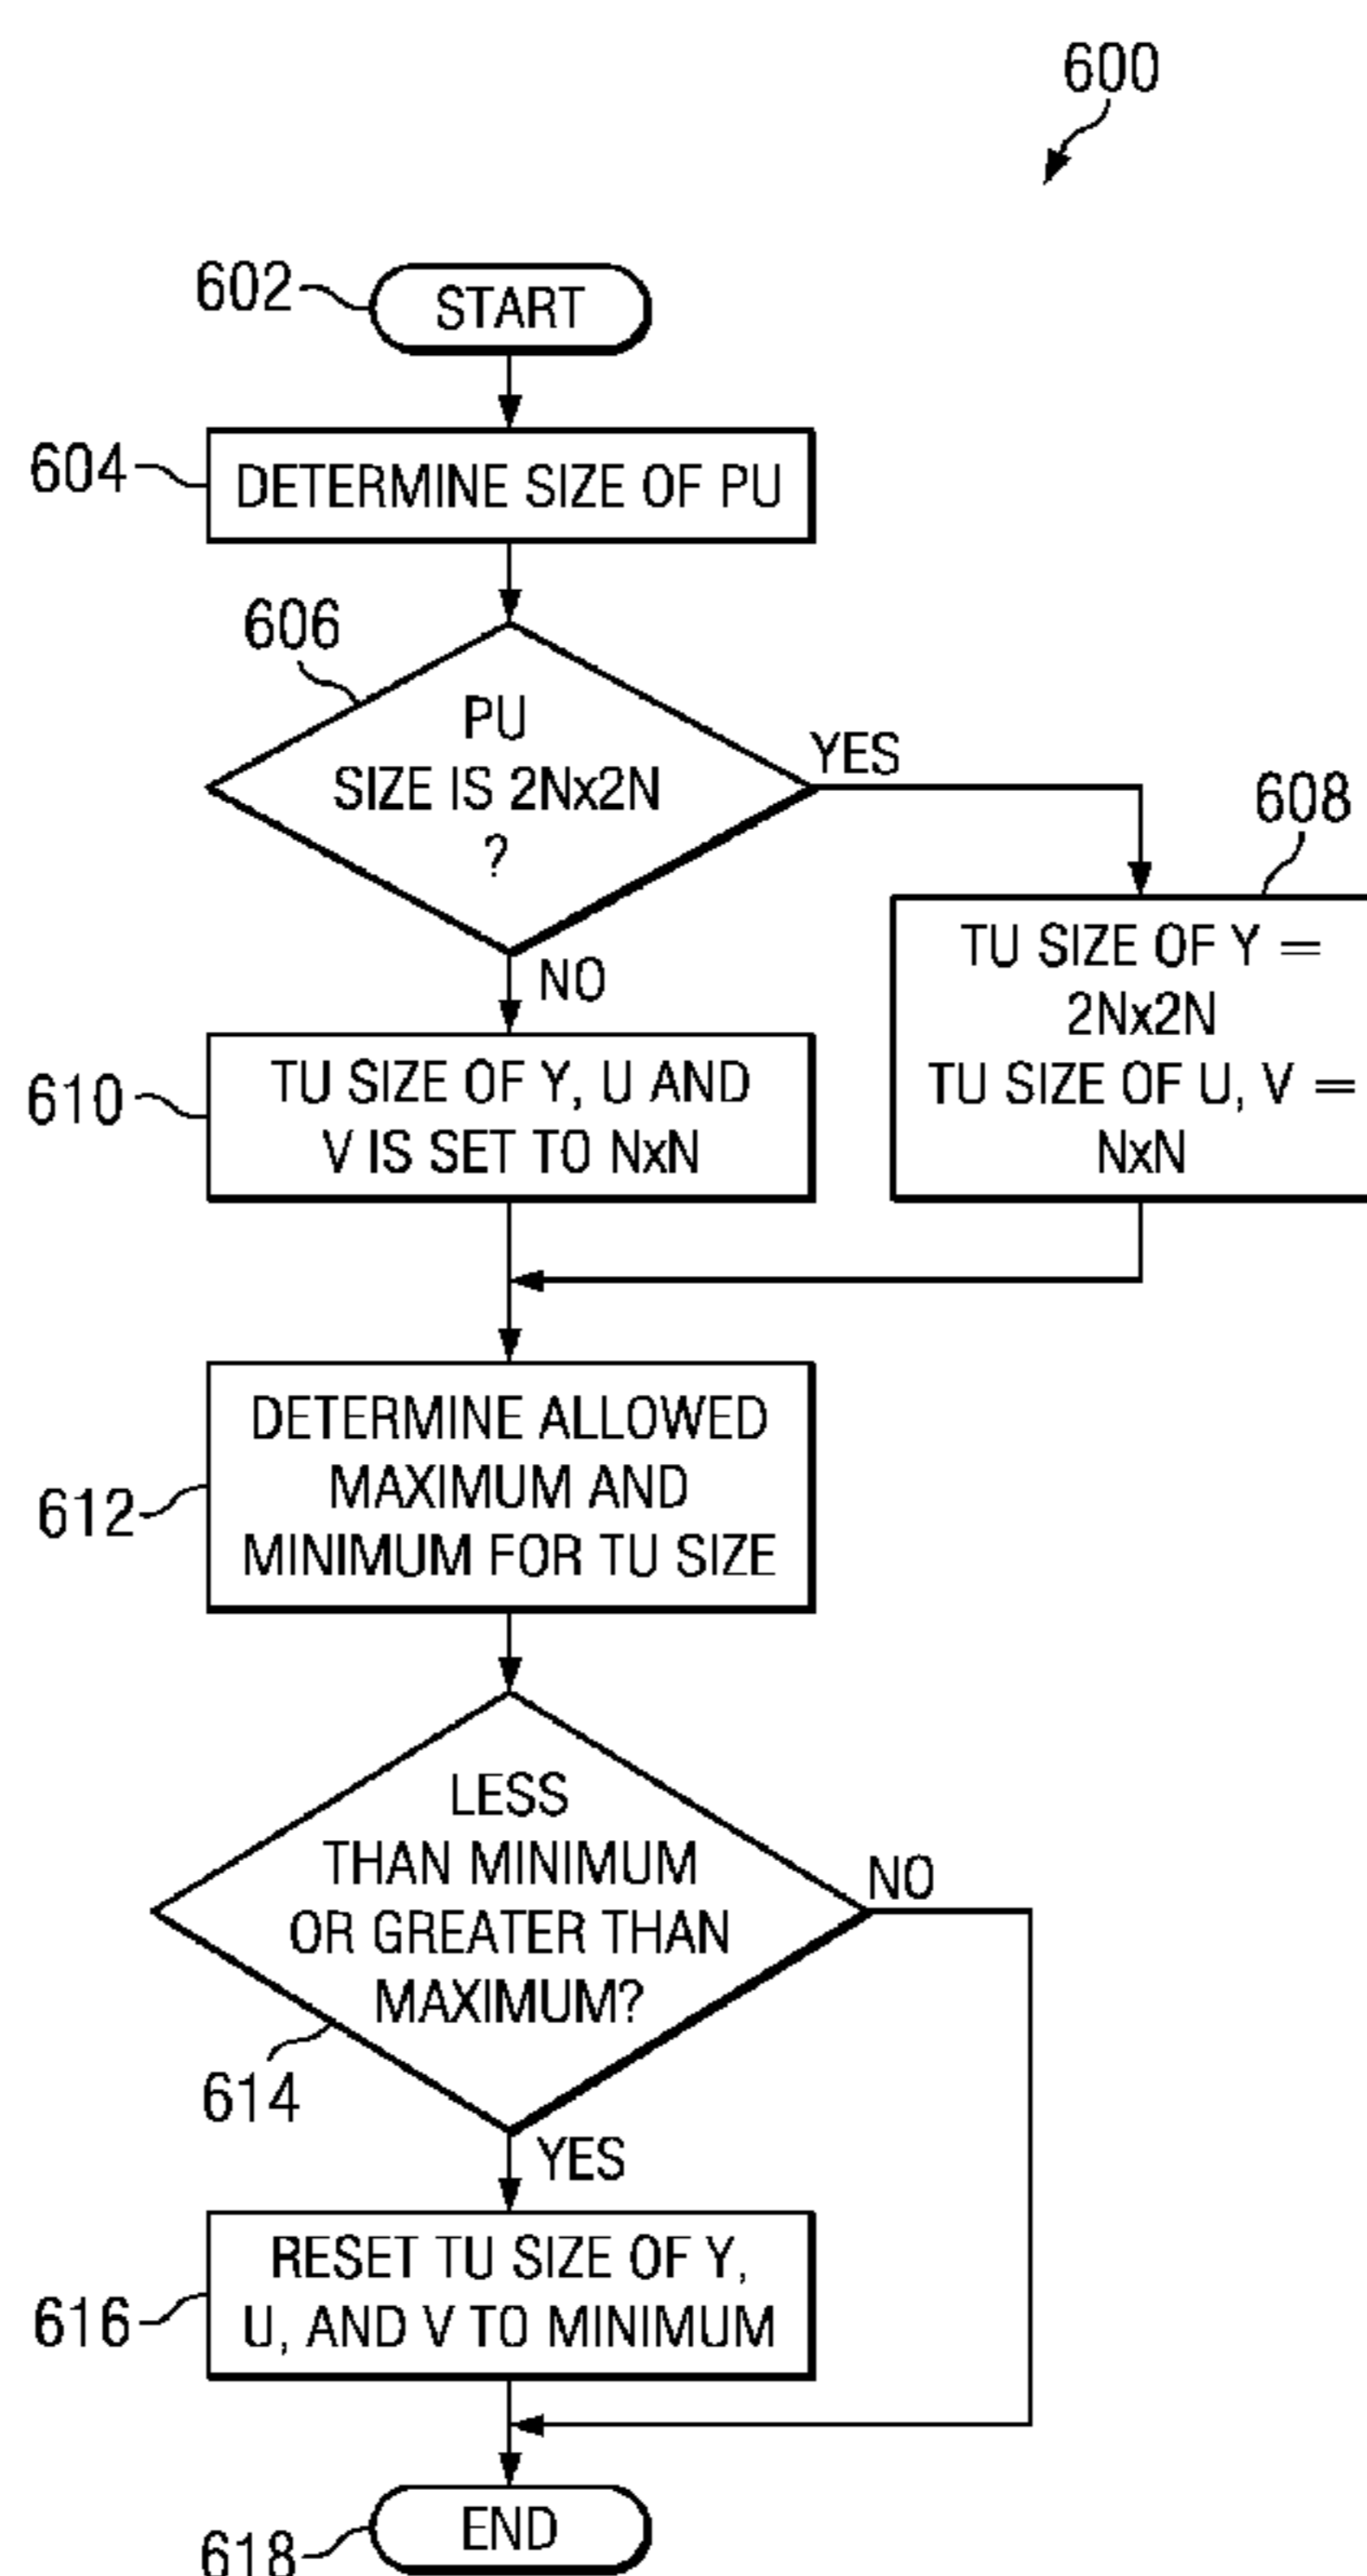 600
602
START
604
DETERMINE SIZE OF PU
606
PU
SIZE IS 2Nx2N
?
YES
608
TU SIZE OF Y =
2Nx2N
TU SIZE OF U, V =
NxN
NO
610
TU SIZE OF Y, U AND
V IS SET TO NxN
612
DETERMINE ALLOWED
MAXIMUM AND
MINIMUM FOR TU SIZE
LESS
THAN MINIMUM
OR GREATER THAN
MAXIMUM?
NO
614
YES
616
RESET TU SIZE OF Y,
U, AND V TO MINIMUM
618
END